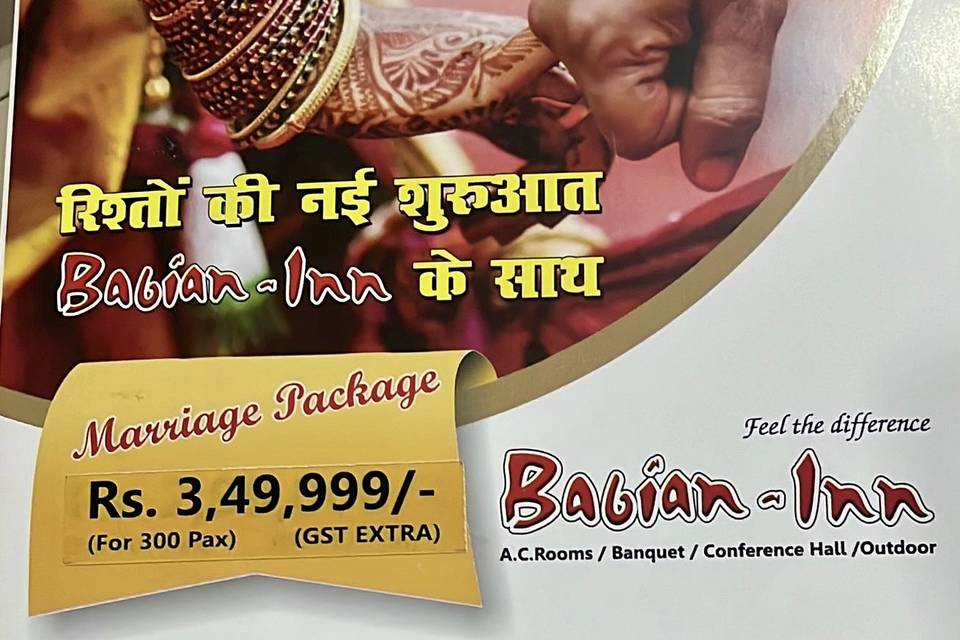 रिश्तों की नई शुरुआत
Babian-Inn के साथ
Marriage Package
Rs. 3,49,999/-
(For 300 Pax) (GST EXTRA)
Feel the difference
Babian-Inn
A.C.Rooms / Banquet / Conference Hall /Outdoor